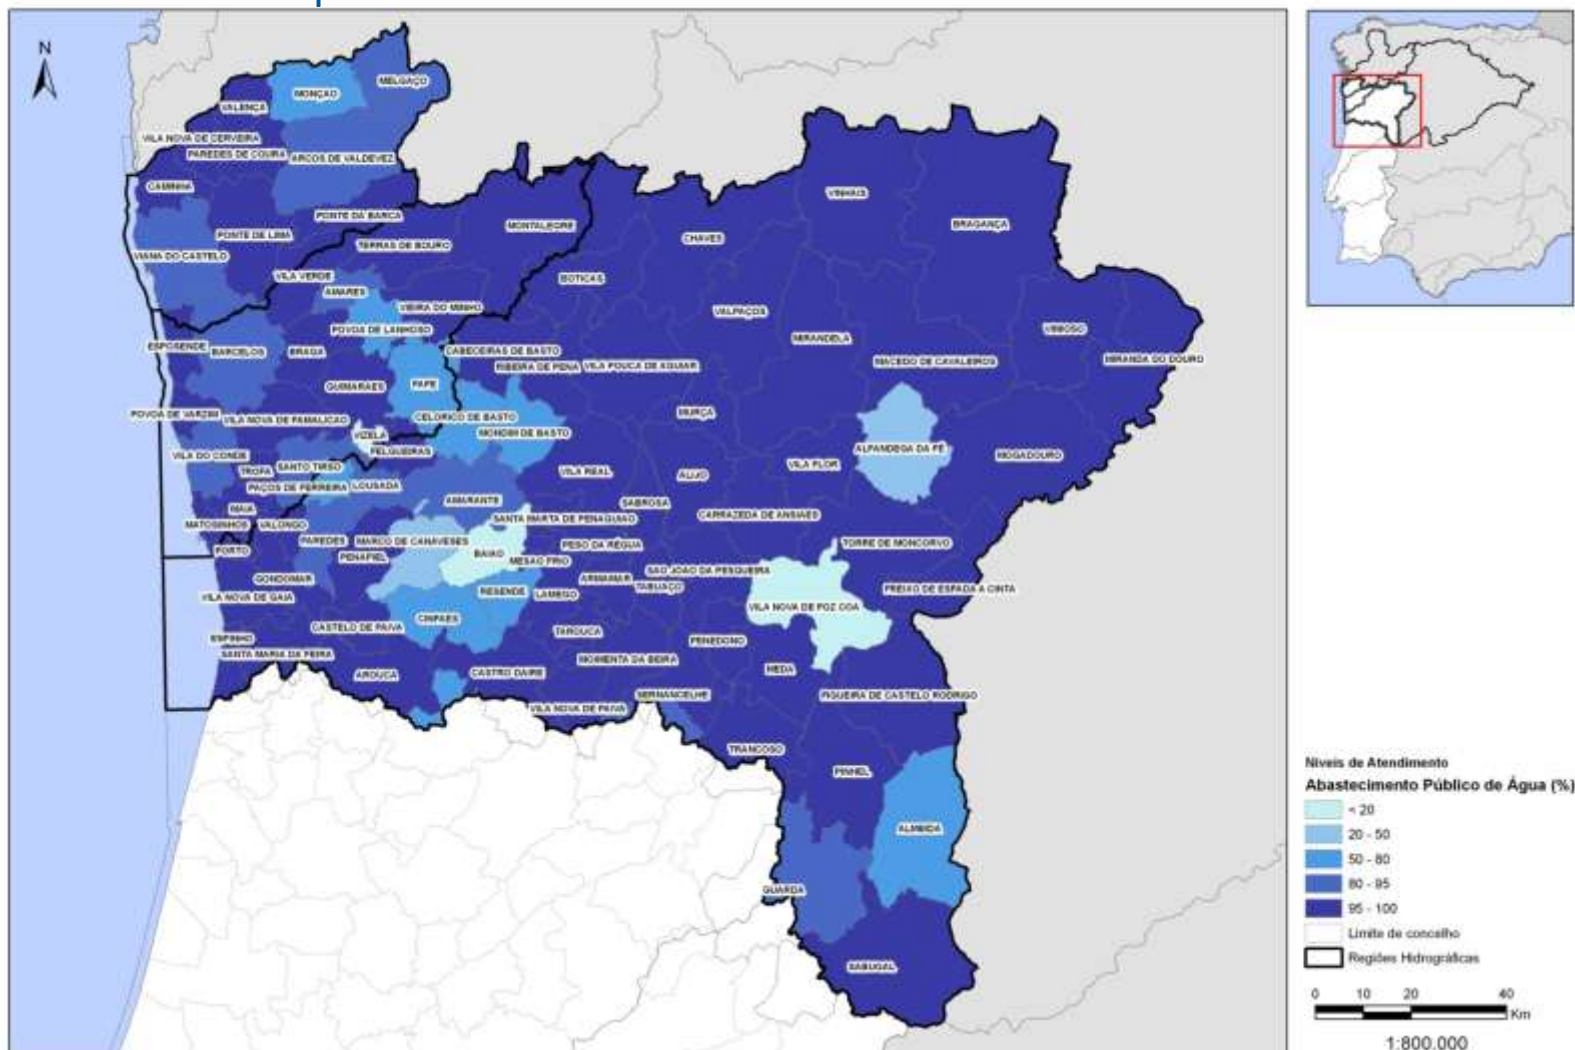 N
MELGAÇO
MONÇÃO
VALENÇA
VILA NOVA DE CERVEIRA
PAREDES DE COURA
ARCOS DE VALDEVEZ
CAMINHA
PONTE DA BARCA
PONTE DE LIMA
VIANA DO CASTELO
TERRAS DE BOURO
MONTALEGRE
CHAVES
VINHAIS
BRAGANÇA
VILA VERDE
BOTICAS
AMARES
VIEIRA DO MINHO
VALPAÇOS
POVOA DE LANHOSO
MIRANDELA
VIMIOSO
ESPOSENDE
BARCELOS
BRAGA
CABECEIRAS DE BASTO
RIBEIRA DE PENA
VILA POUCA DE AGUIAR
MACEDO DE CAVALEIROS
MIRANDA DO DOURO
GUIMARAES
FAFE
POVOA DE VARZIM
VILA NOVA DE FAMALICAO
CELORICO DE BASTO
MURÇA
VIZELA
MONDIM DE BASTO
FELGUEIRAS
ALFANDEGA DA FÉ
MOGADOURO
VILA DO CONDE
TROFA
SANTO TIRSO
VILA REAL
ALIJO
VILA FLOR
PAÇOS DE FERREIRA
LOUSADA
AMARANTE
SABROSA
MAIA
CARRAZEDA DE ANSIAES
SANTA MARTA DE PENAGUIAO
MATOSINHOS
VALONGO
PORTO
PAREDES
MARCO DE CANAVESES
PENAFIEL
BAIAO
MESAO FRIO
PESO DA RÉGUA
TORRE DE MONCORVO
GONDOMAR
RESENDE
LAMEGO
ARMAMAR
TABUAÇO
SAO JOAO DA PESQUEIRA
FREIXO DE ESPADA A CINTA
VILA NOVA DE GAIA
VILA NOVA DE FOZ COA
CINFAES
CASTELO DE PAIVA
TAROUCA
PENEDONO
ESPINHO
SANTA MARIA DA FEIRA
AROUCA
CASTRO DAIRE
MOIMENTA DA BEIRA
MEDA
SERNANCELHE
FIGUEIRA DE CASTELO RODRIGO
VILA NOVA DE PAIVA
TRANCOSO
PINHEL
ALMEIDA
GUARDA
SABUGAL
Níveis de Atendimento
Abastecimento Público de Água (%)
< 20
20 - 50
50 - 80
80 - 95
95 - 100
Limite de concelho
Regiões Hidrográficas
0 10 20 40
Km
1:800.000